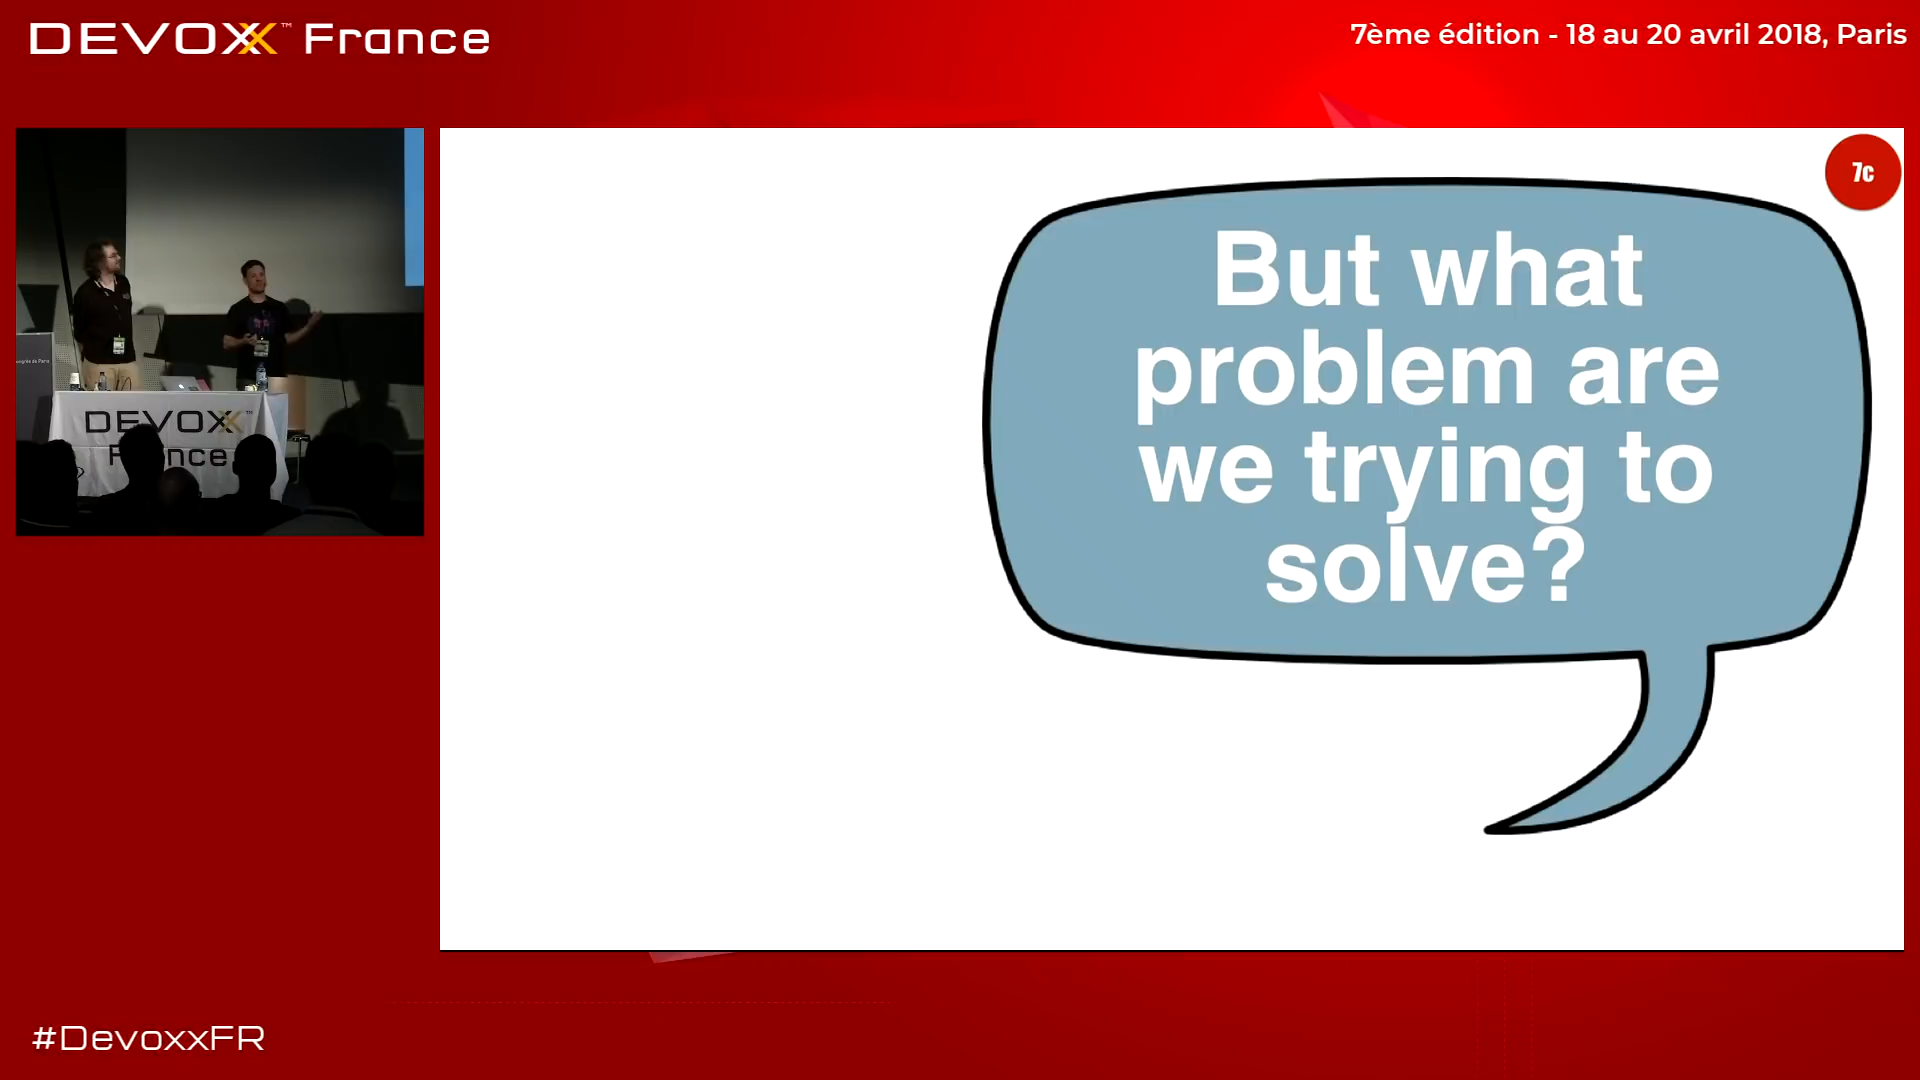 DEVOXX™ France
7ème édition - 18 au 20 avril 2018, Paris
7c
But what
problem are
we trying to
solve?
DEVOXX
#DevoxxFR